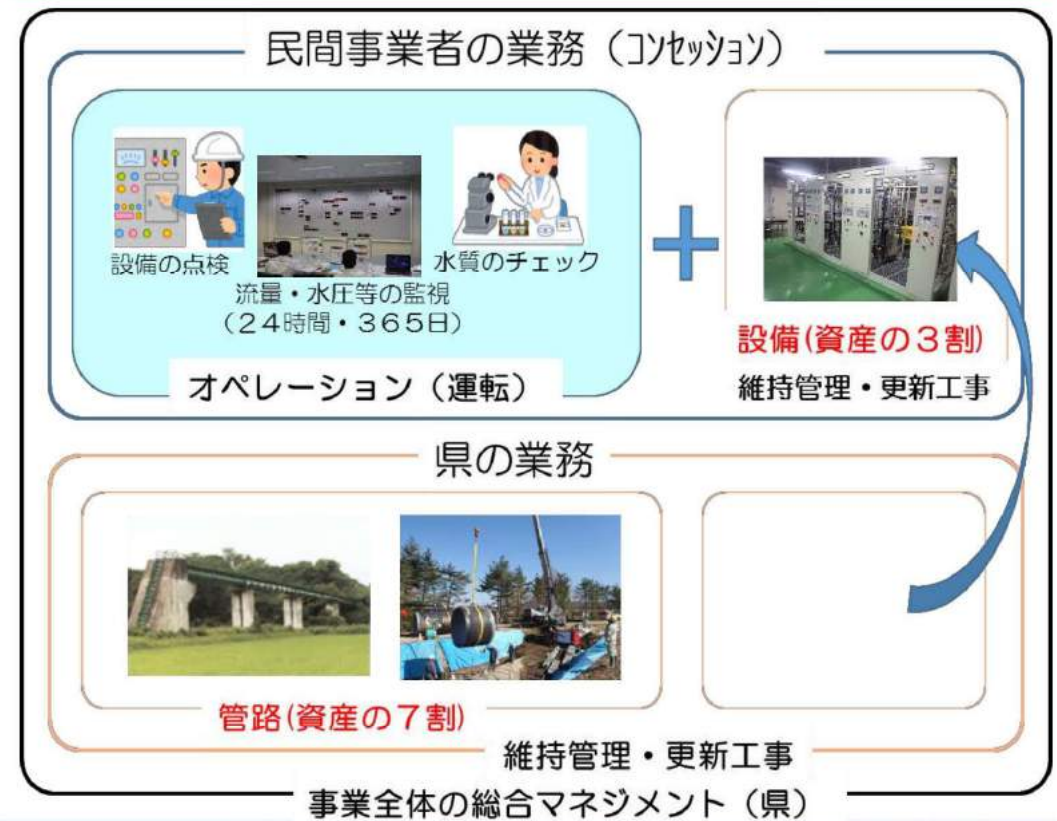 民間事業者の業務（ｺﾝｾｯｼｮﾝ）
設備の点検
水質のチェック
流量・水圧等の監視
（２４時間・３６５日）
オペレーション（運転）
設備(資産の３割)
維持管理・更新工事
県の業務
管路(資産の７割)
維持管理・更新工事
事業全体の総合マネジメント（県）